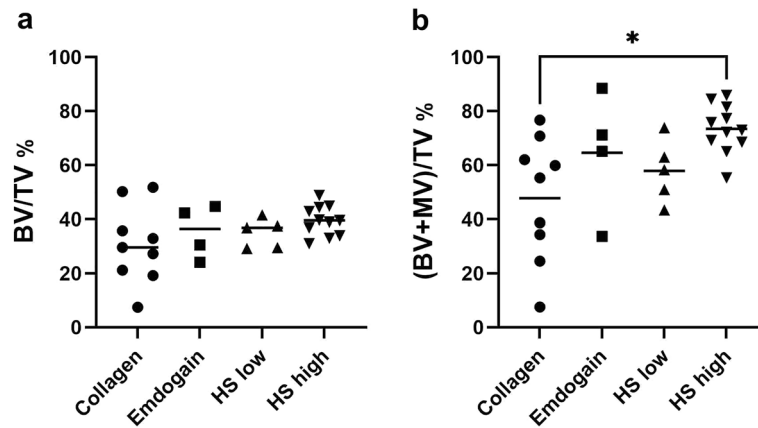 a
BV/TV %
100
80
60
40
20
0
Collagen
Emdogain
HS low
HS high
b
(BV+MV)/TV %
100
80
60
40
20
0
*
Collagen
Emdogain
HS low
HS high